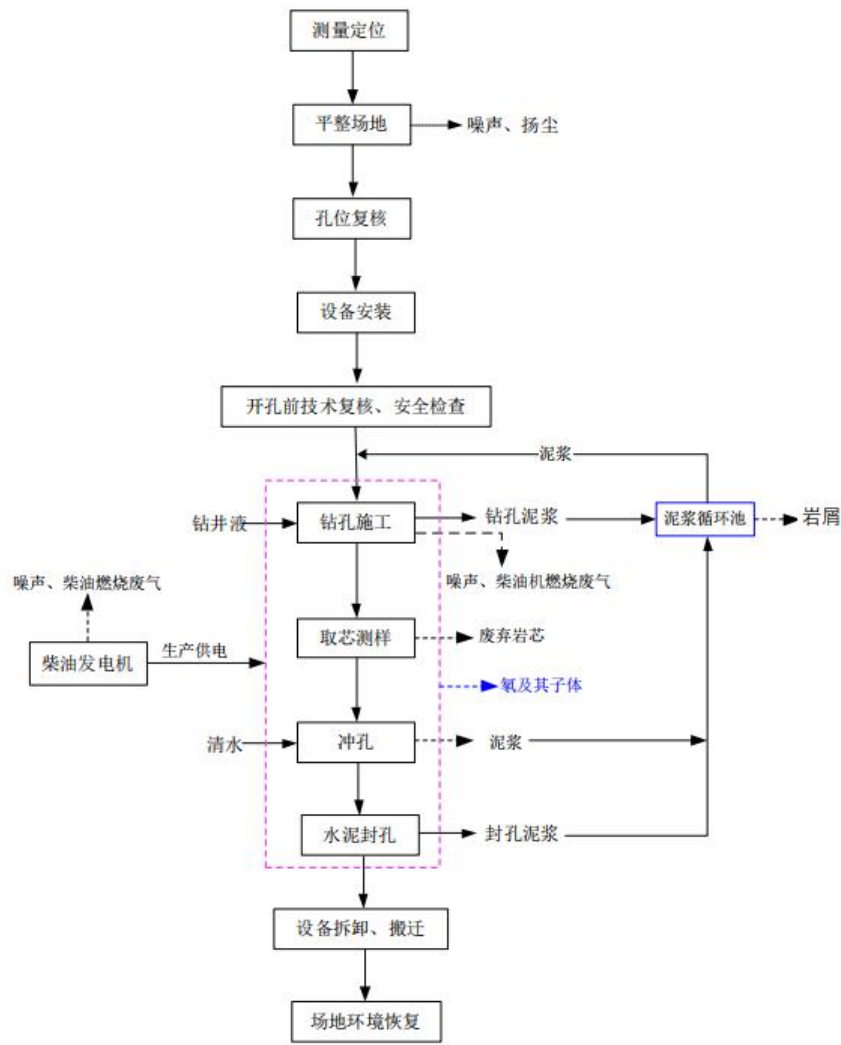 测量定位
平整场地
噪声、扬尘
孔位复核
设备安装
开孔前技术复核、安全检查
泥浆
钻井液
钻孔施工
钻孔泥浆
泥浆循环池
岩屑
噪声、柴油燃烧废气
噪声、柴油机燃烧废气
柴油发电机
生产供电
取芯测样
废弃岩芯
氡及其子体
清水
冲孔
泥浆
水泥封孔
封孔泥浆
设备拆卸、搬迁
场地环境恢复